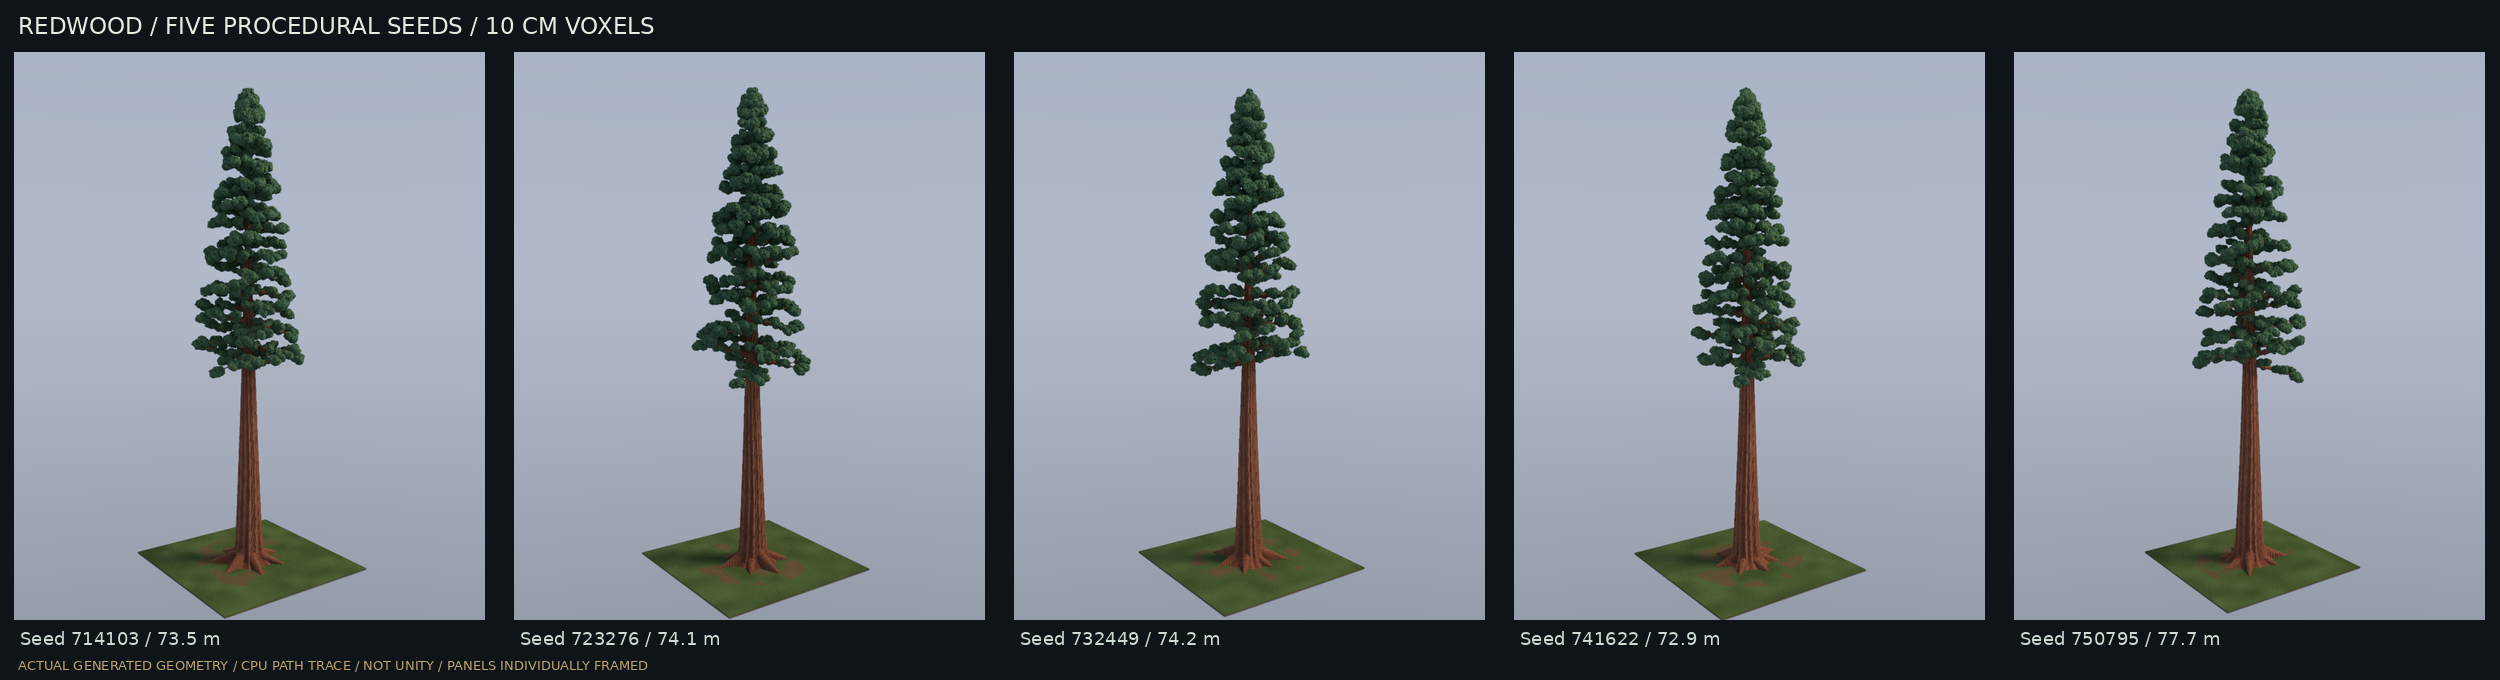 REDWOOD / FIVE PROCEDURAL SEEDS / 10 CM VOXELS
Seed 714103 / 73.5 m
Seed 723276 / 74.1 m
Seed 732449 / 74.2 m
Seed 741622 / 72.9 m
Seed 750795 / 77.7 m
ACTUAL GENERATED GEOMETRY / CPU PATH TRACE / NOT UNITY / PANELS INDIVIDUALLY FRAMED